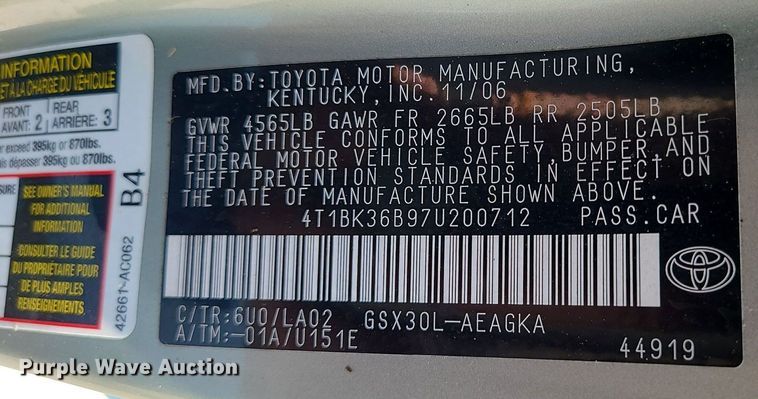 INFORMATION
ET À LA CHARGE DU VÉHICULE
FRONT
AVANT: 2
REAR
ARRIÈRE: 3
exceed 395kg or 870lbs.
dépasser 395kg ou 870lbs.
SEE OWNER'S MANUAL
FOR ADDITIONAL
INFORMATION
CONSULTER LE GUIDE
DU PROPRIÉTAIRE POUR
DE PLUS AMPLES
RENSEIGNEMENTS
B4
42661-AC062
MFD. BY: TOYOTA MOTOR MANUFACTURING,
KENTUCKY, INC. 11/06
GVWR 4565LB GAWR FR 2665LB RR 2505LB
THIS VEHICLE CONFORMS TO ALL APPLICABLE
FEDERAL MOTOR VEHICLE SAFETY, BUMPER, AND
THEFT PREVENTION STANDARDS IN EFFECT ON
THE DATE OF MANUFACTURE SHOWN ABOVE.
4T1BK36B97U200712 PASS.CAR
C/TR: 6U0/LA02 GSX30L-AEAGKA
A/TM: -01A/U151E
44919
Purple Wave Auction